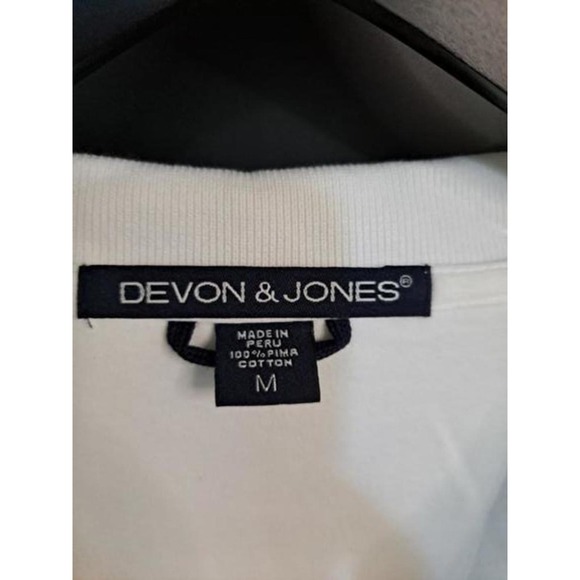 DEVON & JONES®
MADE IN
PERU
100% PIMA
COTTON
M